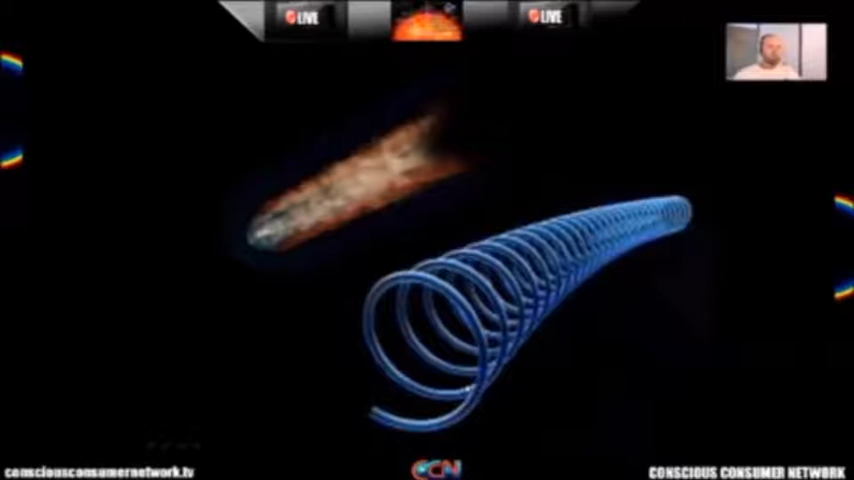 LIVE
LIVE
consciousconsumernetwork.tv
CCN
CONSCIOUS CONSUMER NETWORK